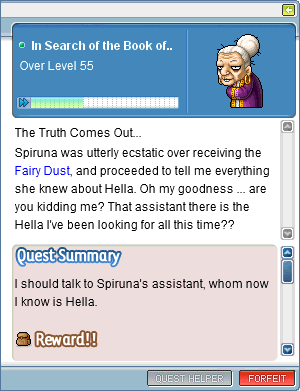 In Search of the Book of..
Over Level 55
The Truth Comes Out...
Spiruna was utterly ecstatic over receiving the
Fairy Dust, and proceeded to tell me everything
she knew about Hella. Oh my goodness ... are
you kidding me? That assistant there is the
Hella I've been looking for all this time??
Quest Summary
I should talk to Spiruna's assistant, whom now
I know is Hella.
Reward!!
QUEST HELPER
FORFEIT